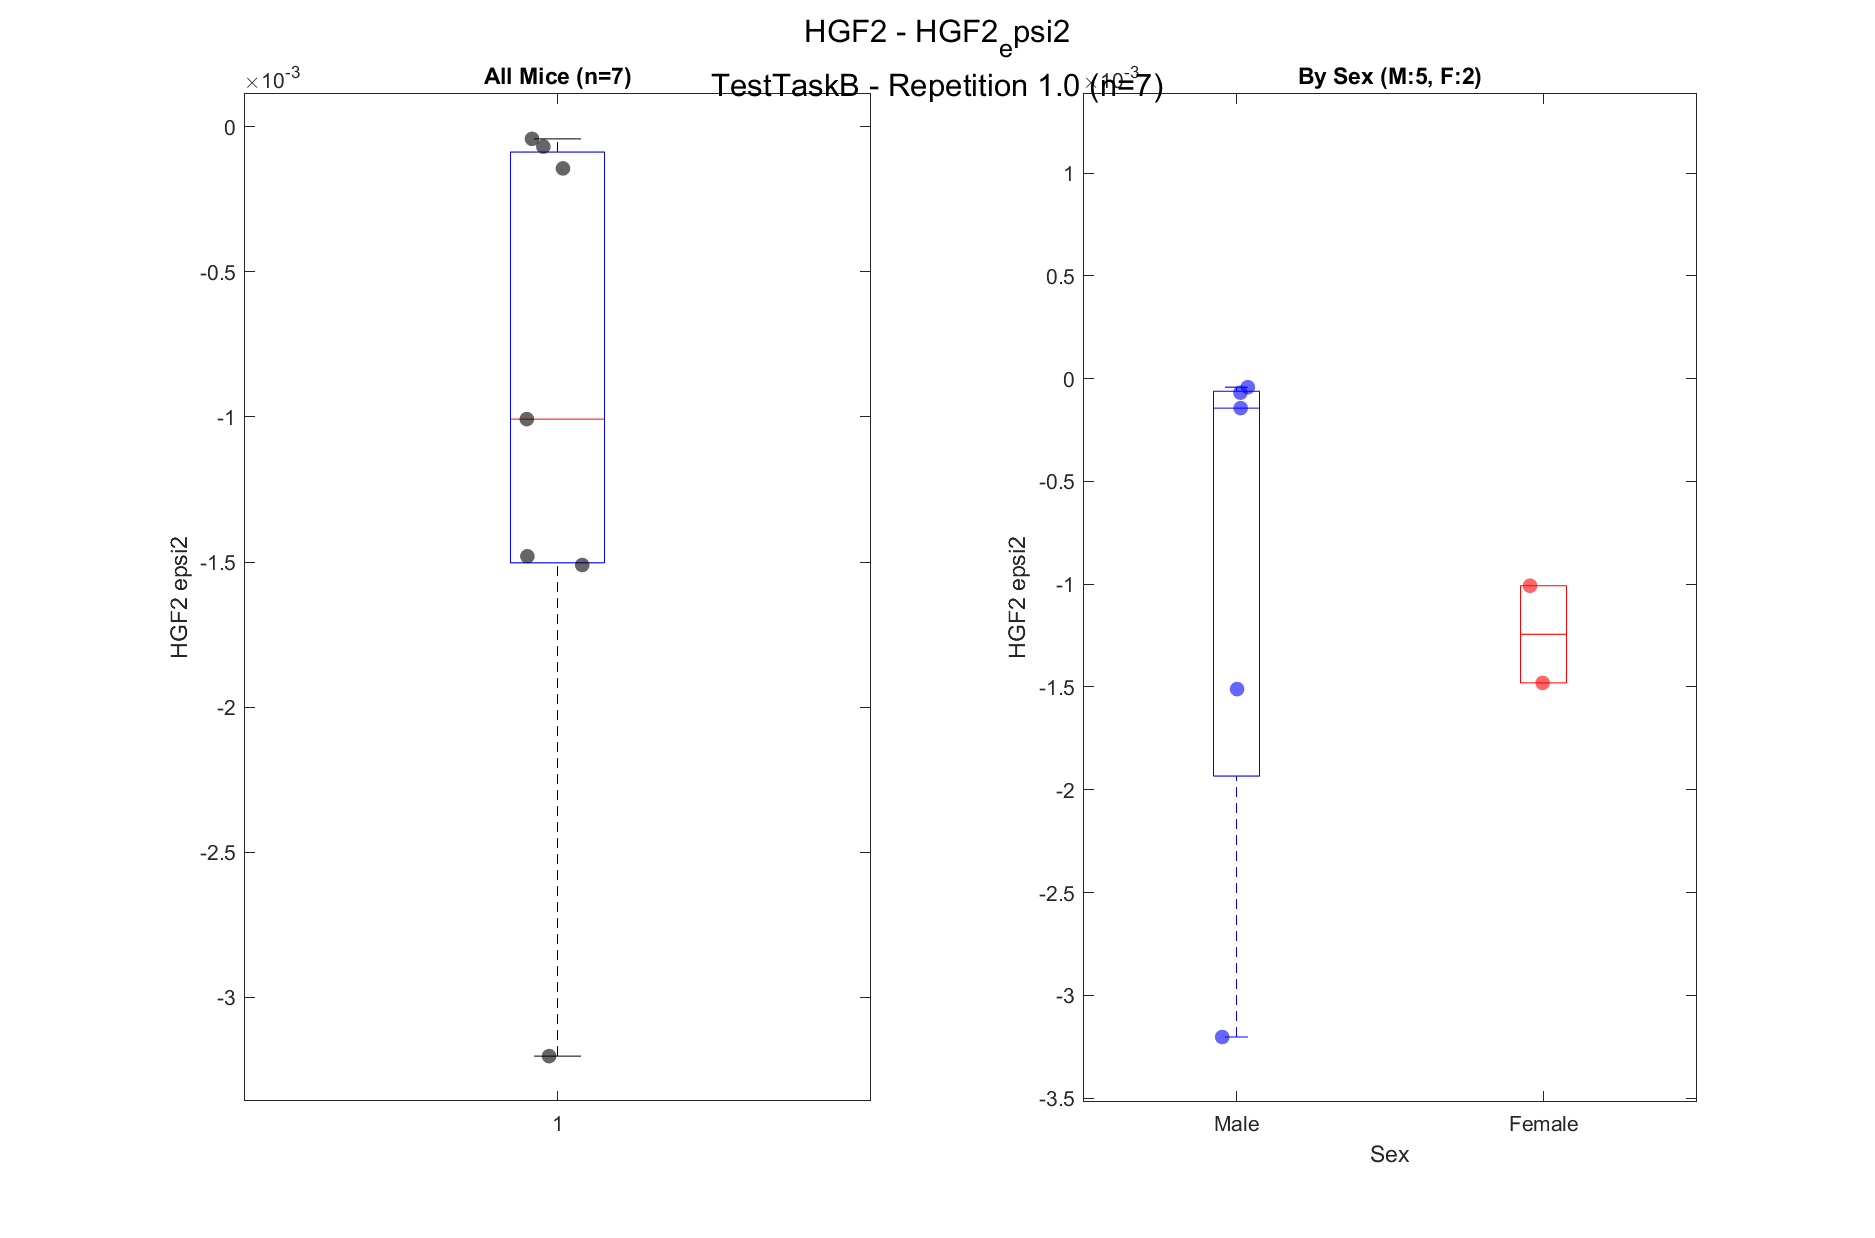 HGF2 - HGF2epsi2
TestTaskB - Repetition 1.0 (n=7)
All Mice (n=7)
×10-3
0
-0.5
-1
-1.5
-2
-2.5
-3
HGF2 epsi2
1
By Sex (M:5, F:2)
×10-3
1
0.5
0
-0.5
-1
-1.5
-2
-2.5
-3
-3.5
HGF2 epsi2
Male Female
Sex